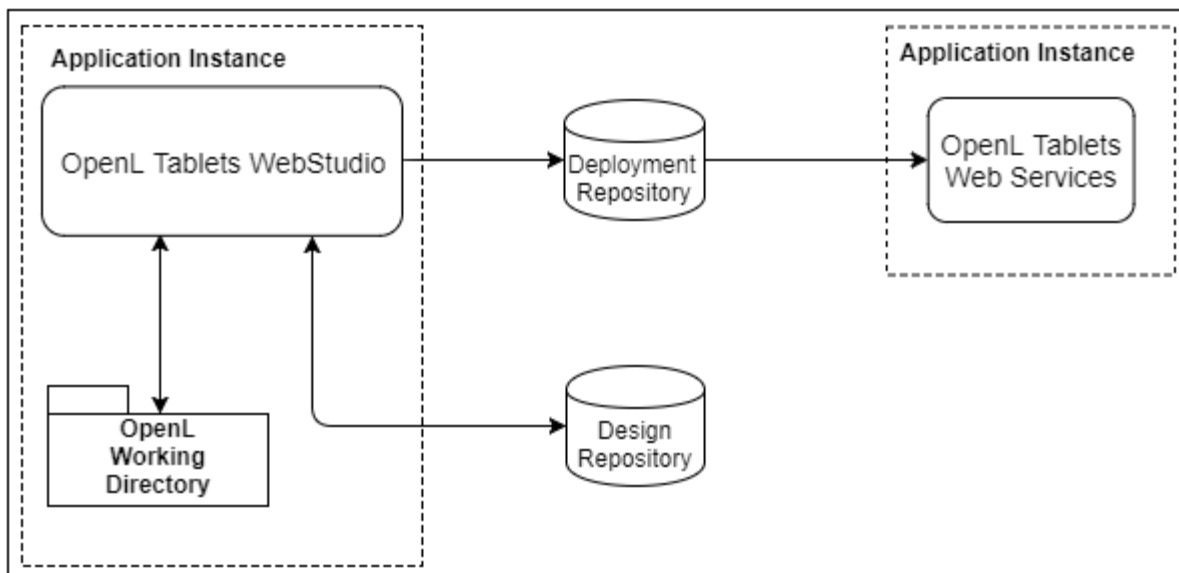 Application Instance
OpenL Tablets WebStudio
OpenL
Working
Directory
Deployment
Repository
Design
Repository
Application Instance
OpenL Tablets
Web Services